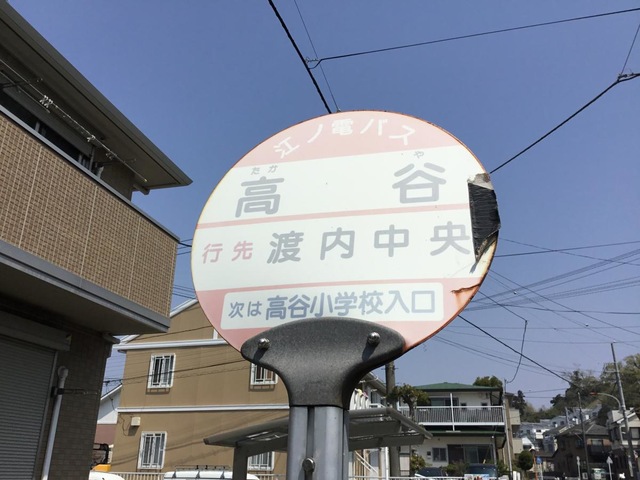 江ノ電バス
たか や
高谷
行先 渡内中央
次は 高谷小学校入口